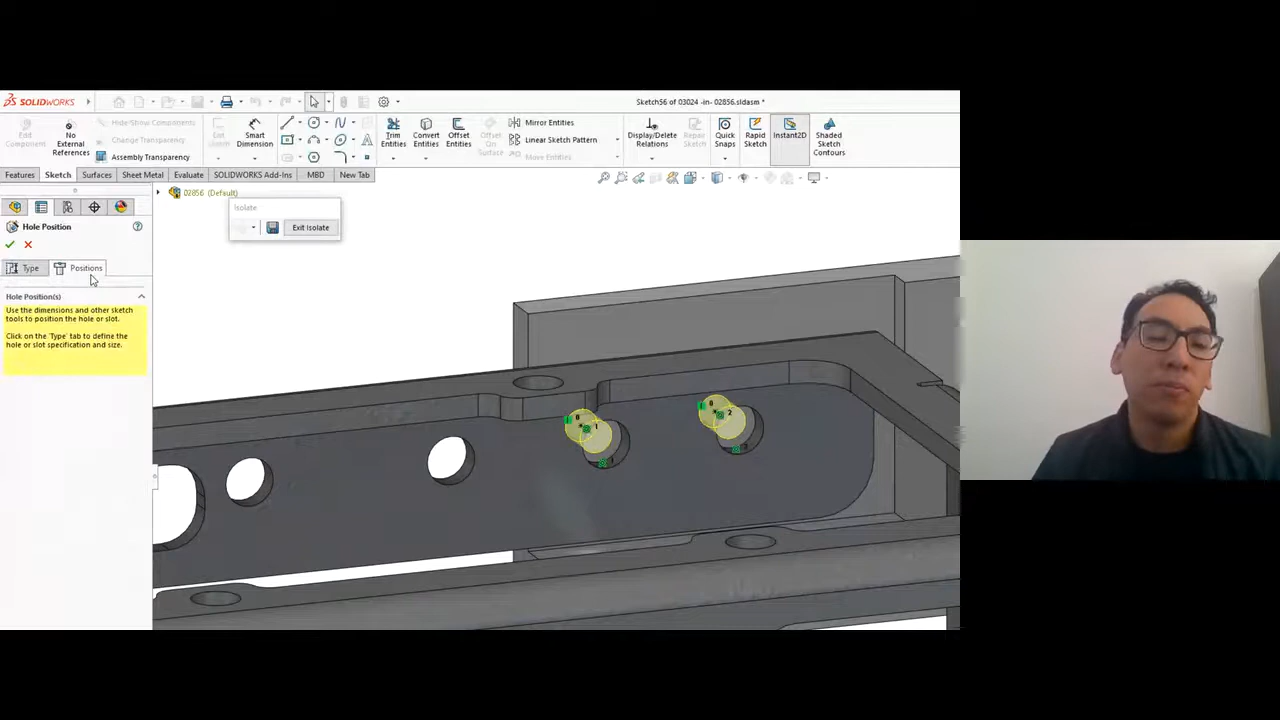 SOLIDWORKS
Sketch56 of 03024 -in- 02856.sldasm *
Edit Component
No External References
Hide/Show Components
Change Transparency
Assembly Transparency
Exit Sketch
Smart Dimension
Trim Entities
Convert Entities
Offset Entities
Offset On Surface
Mirror Entities
Linear Sketch Pattern
Move Entities
Display/Delete Relations
Repair Sketch
Quick Snaps
Rapid Sketch
Instant2D
Shaded Sketch Contours
Features
Sketch
Surfaces
Sheet Metal
Evaluate
SOLIDWORKS Add-Ins
MBD
New Tab
02856 (Default)
Isolate
Exit Isolate
Hole Position
Type
Positions
Hole Position(s)
Use the dimensions and other sketch
tools to position the hole or slot.
Click on the 'Type' tab to define the
hole or slot specification and size.